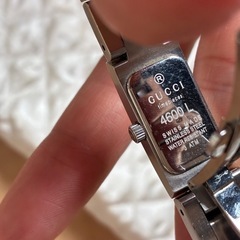 ®
GUCCI
timepieces
4600 L
SWISS MADE
STAINLESS STEEL
WATER RESISTANT
3 ATM